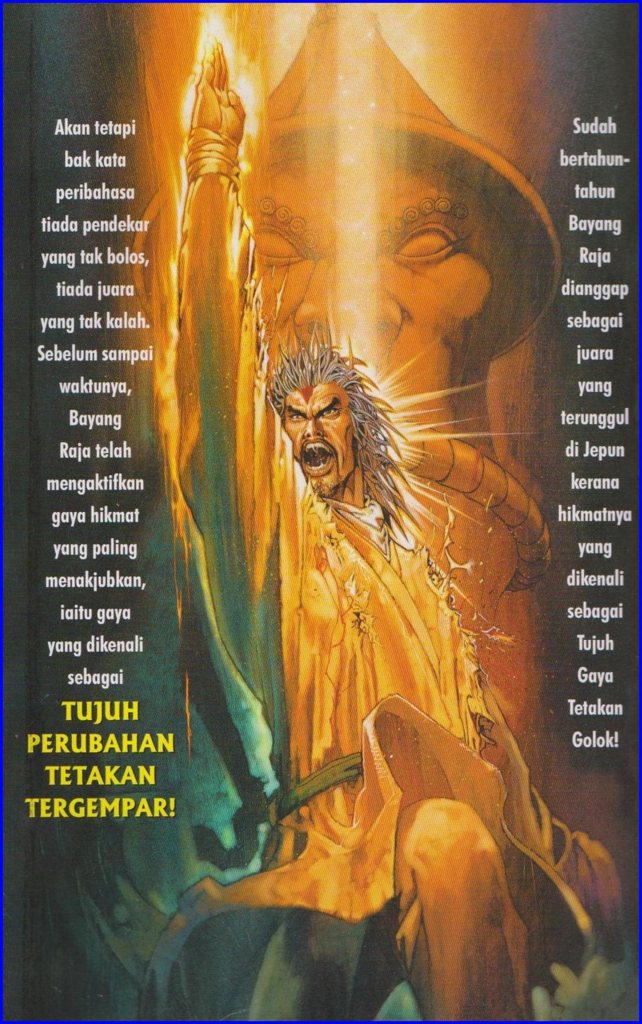 Sudah
bertahun-
tahun
Bayang
Raja
dianggap
sebagai
juara
yang
terunggul
di Jepun
kerana
hikmatnya
yang
dikenali
sebagai
Tujuh
Gaya
Tetakan
Golok!
Akan tetapi
bak kata
peribahasa
tiada pendekar
yang tak bolos,
tiada juara
yang tak kalah.
Sebelum sampai
waktunya,
Bayang
Raja telah
mengaktifkan
gaya hikmat
yang paling
menakjubkan,
iaitu gaya
yang dikenali
sebagai
TUJUH
PERUBAHAN
TETAKAN
TERGEMPAR!